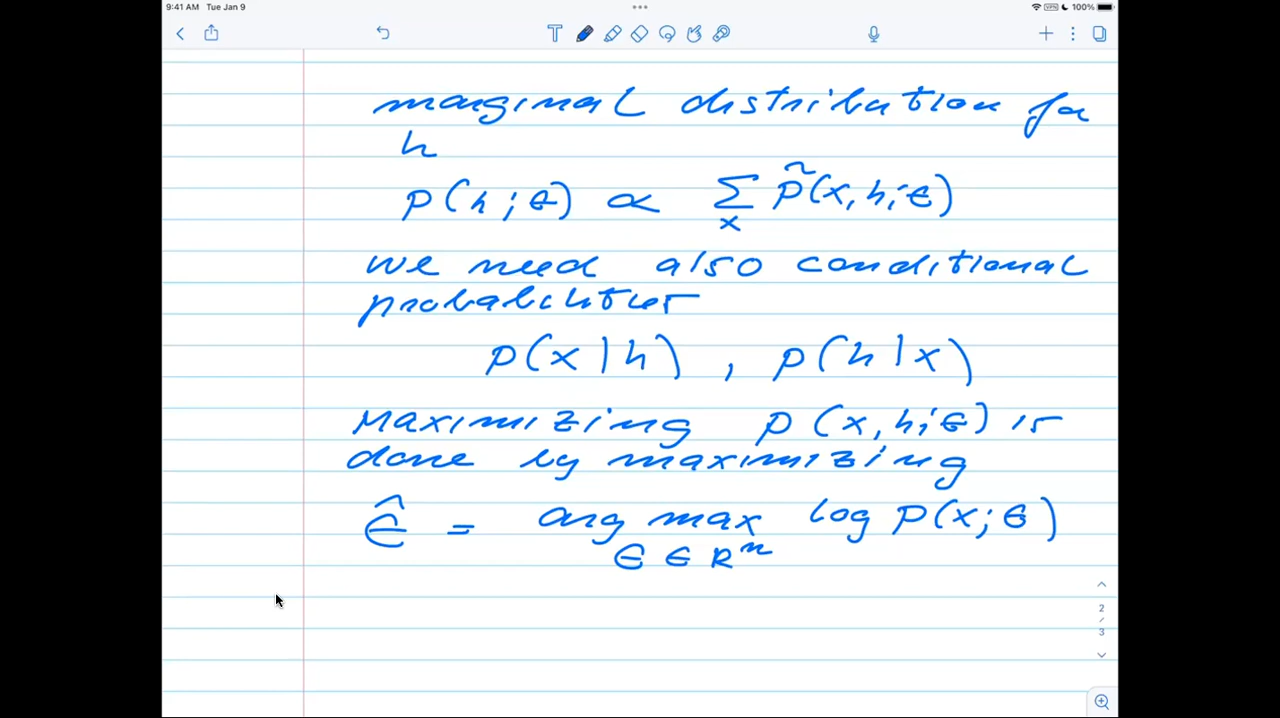 9:41 AM Tue Jan 9
100%
marginal distribution for
h
p(h;Θ) ∝ ∑ p̃(x,h;Θ)
x
we need also conditional
probabilities
p(x|h) , p(h|x)
Maximizing p(x,h;Θ) is
done by maximizing
Θ̂ = arg max log p(x;Θ)
Θ ∈ R^n
2
/
3